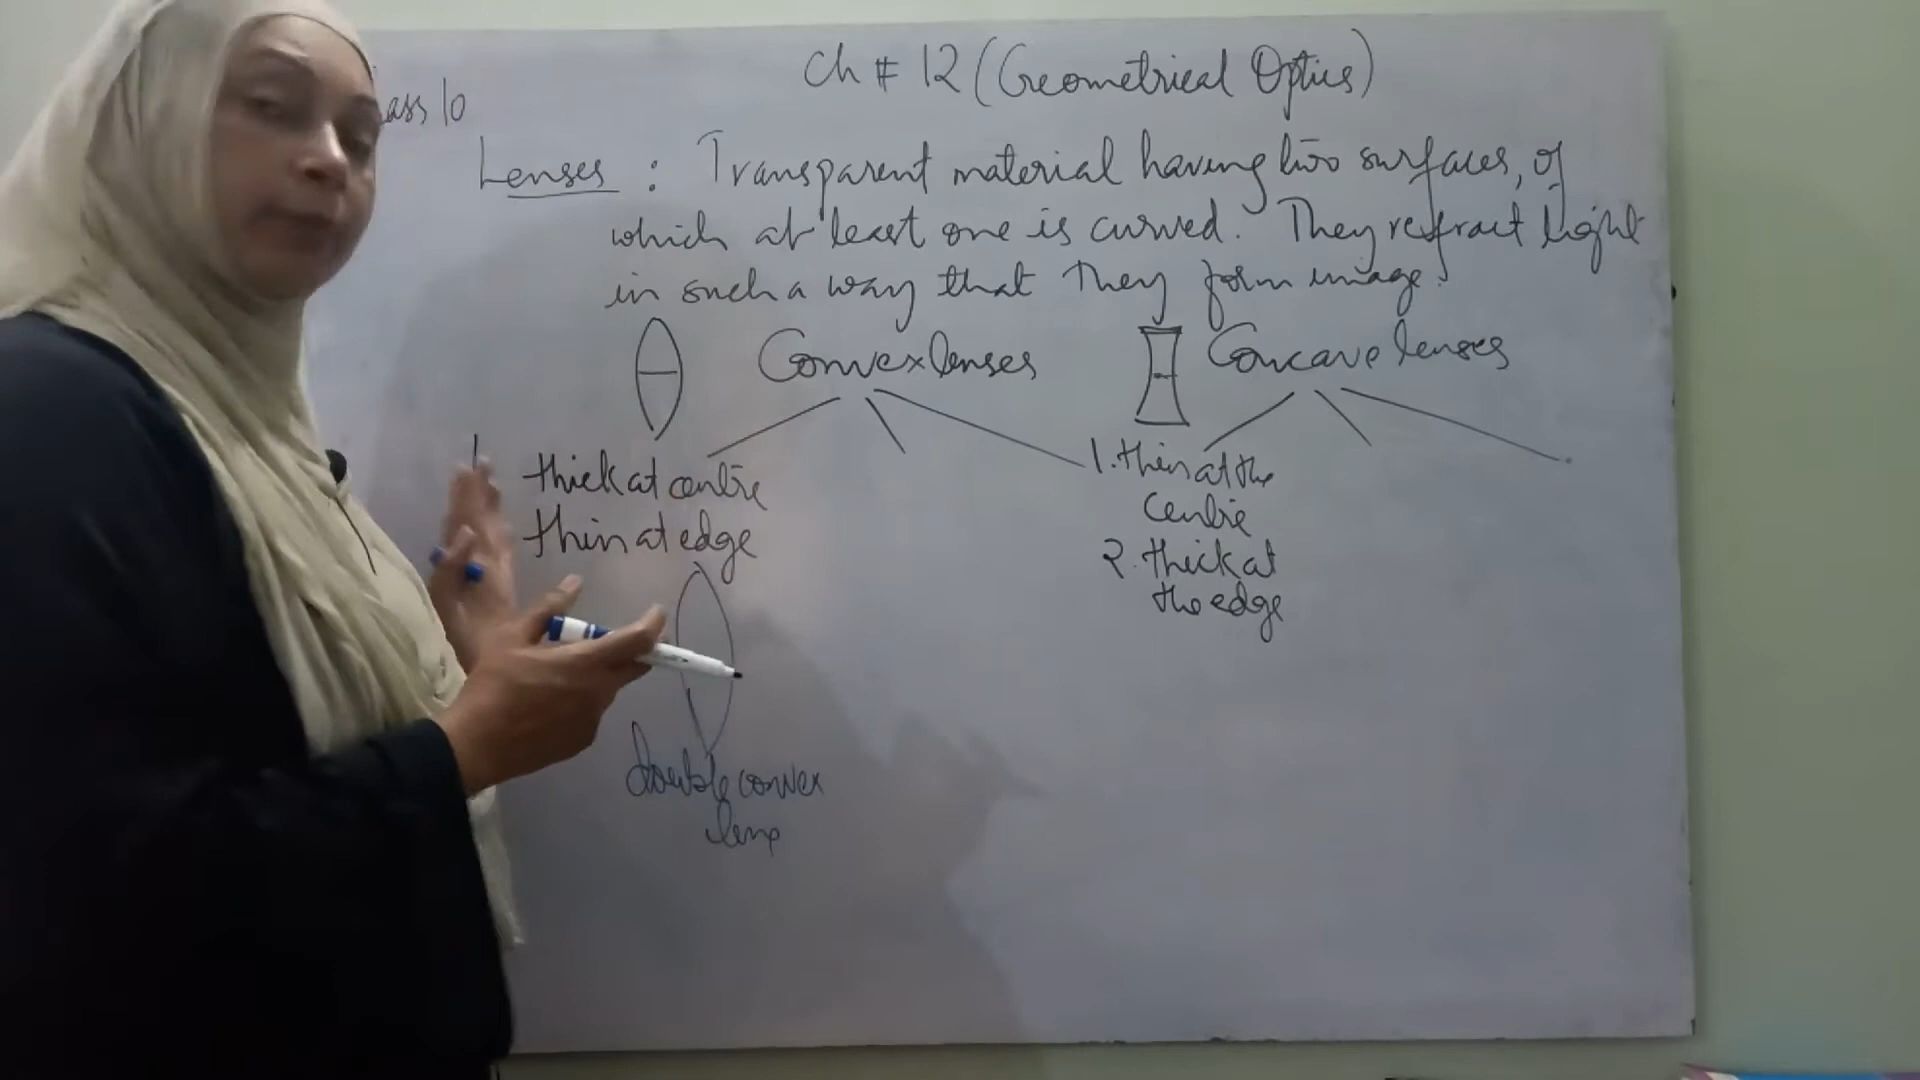 Ch # 12 (Geometrical Optics)
ass 10
Lenses : Transparent material having two surfaces, of
which at least one is curved. They refract light
in such a way that they form image.
Convex lenses
Concave lenses
thick at centre
thin at edge
1. thin at the
centre
2. thick at
the edge
double convex
lens